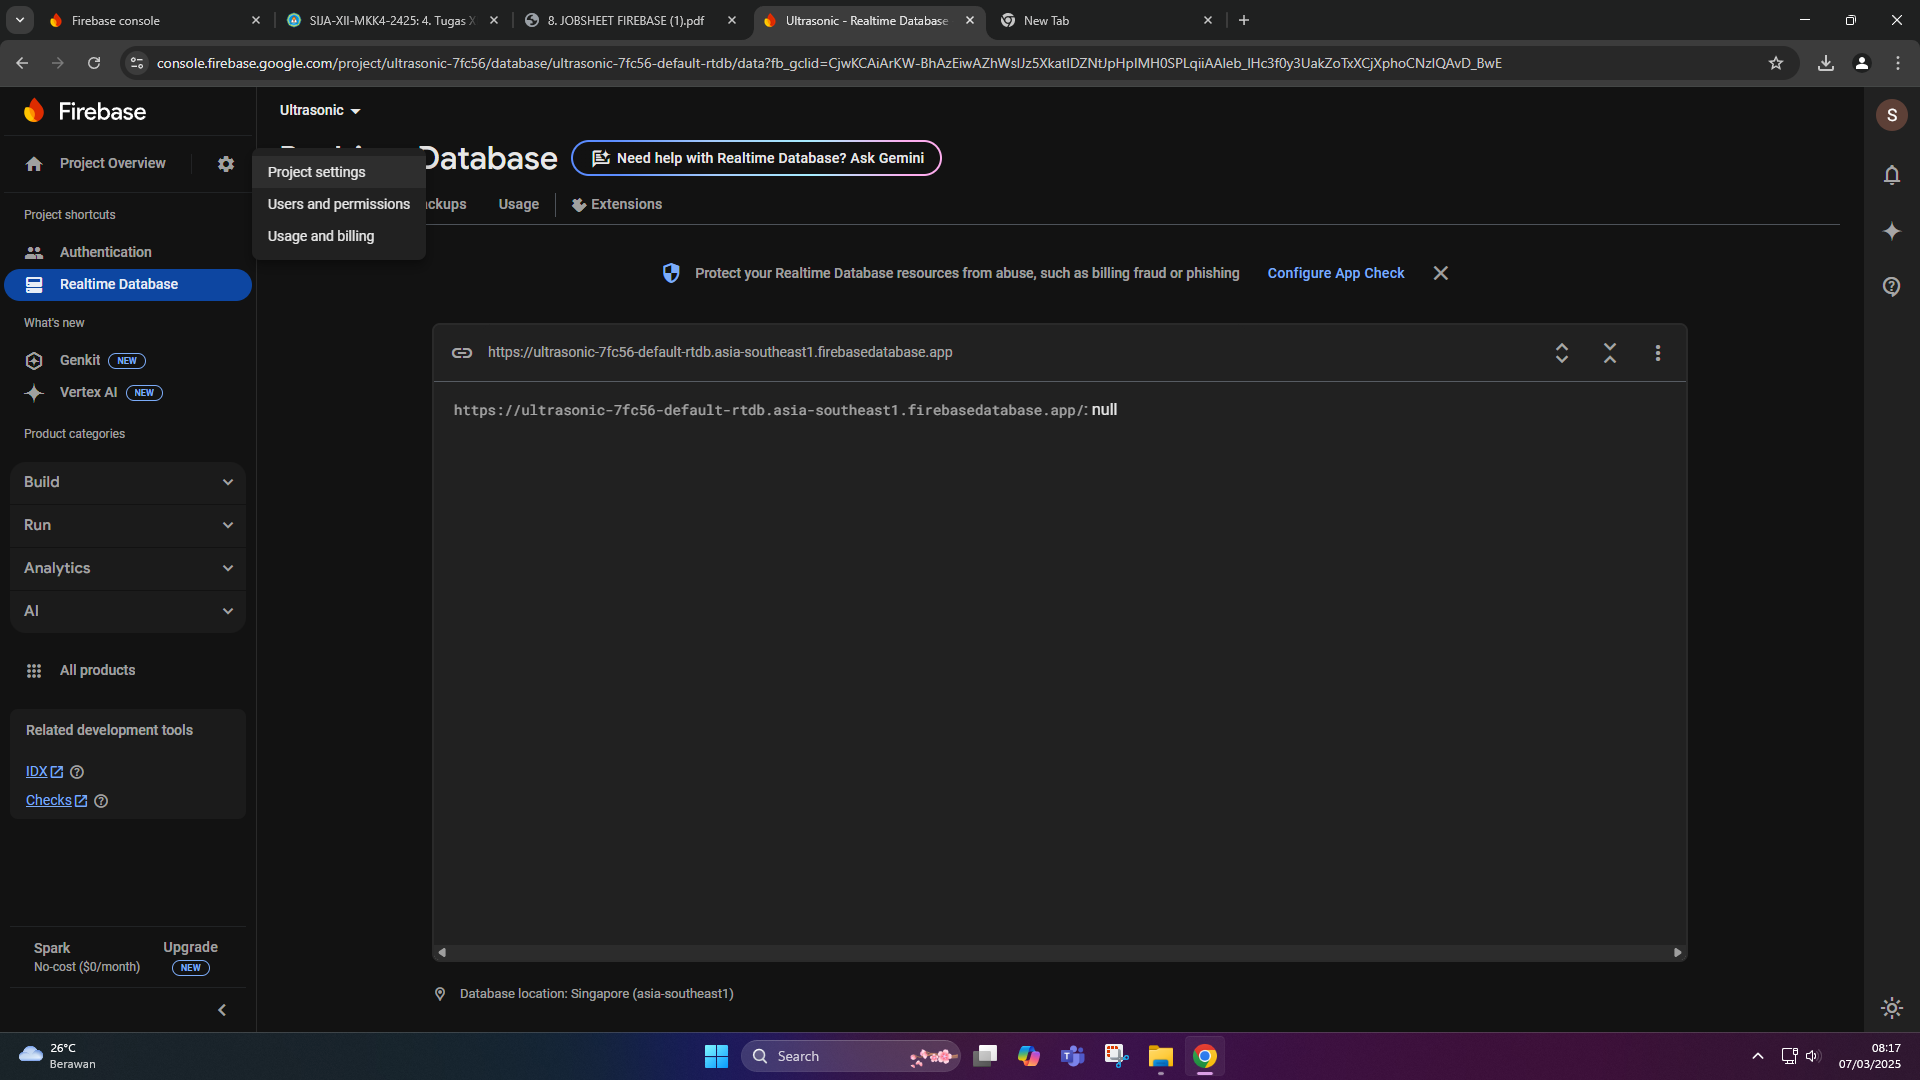 Firebase console
SIJA-XII-MKK4-2425: 4. Tugas X
8. JOBSHEET FIREBASE (1).pdf
Ultrasonic - Realtime Database
New Tab
console.firebase.google.com/project/ultrasonic-7fc56/database/ultrasonic-7fc56-default-rtdb/data?fb_gclid=CjwKCAiArKW-BhAzEiwAZhWsIJz5XkatIDZNtJpHpIMH0SPLqiiAAleb_IHc3f0y3UakZoTxXCjXphoCNzIQAvD_BwE
Firebase
Ultrasonic
S
Project Overview
Database
Need help with Realtime Database? Ask Gemini
Project settings
Users and permissions
Usage and billing
ckups
Usage
Extensions
Project shortcuts
Authentication
Realtime Database
Protect your Realtime Database resources from abuse, such as billing fraud or phishing
Configure App Check
What's new
Genkit NEW
Vertex AI NEW
https://ultrasonic-7fc56-default-rtdb.asia-southeast1.firebasedatabase.app
https://ultrasonic-7fc56-default-rtdb.asia-southeast1.firebasedatabase.app/: null
Product categories
Build
Run
Analytics
AI
All products
Related development tools
IDX
Checks
Spark
No-cost ($0/month)
Upgrade
NEW
Database location: Singapore (asia-southeast1)
26°C
Berawan
Search
08:17
07/03/2025